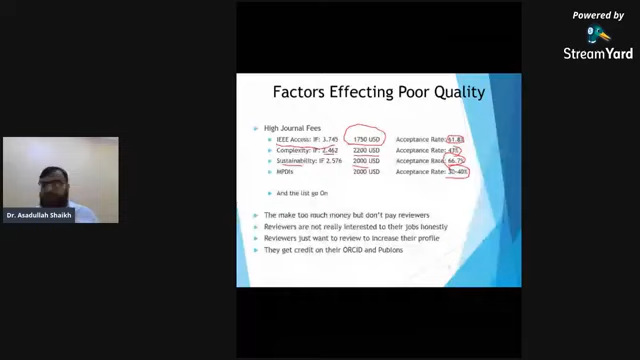 Powered by
StreamYard
Factors Effecting Poor Quality
High Journal Fees
IEEE Access: IF: 3.745 1750 USD Acceptance Rate: 61.8%
Complexity: IF: 2.462 2200 USD Acceptance Rate: 43%
Sustainability: IF 2.576 2000 USD Acceptance Rate: 66.7%
MPDIs 2000 USD Acceptance Rate: 30-40%
And the list go On
The make too much money but don't pay reviewers
Reviewers are not really interested to their jobs honestly
Reviewers just want to review to increase their profile
They get credit on their ORCID and Publons
Dr. Asadullah Shaikh